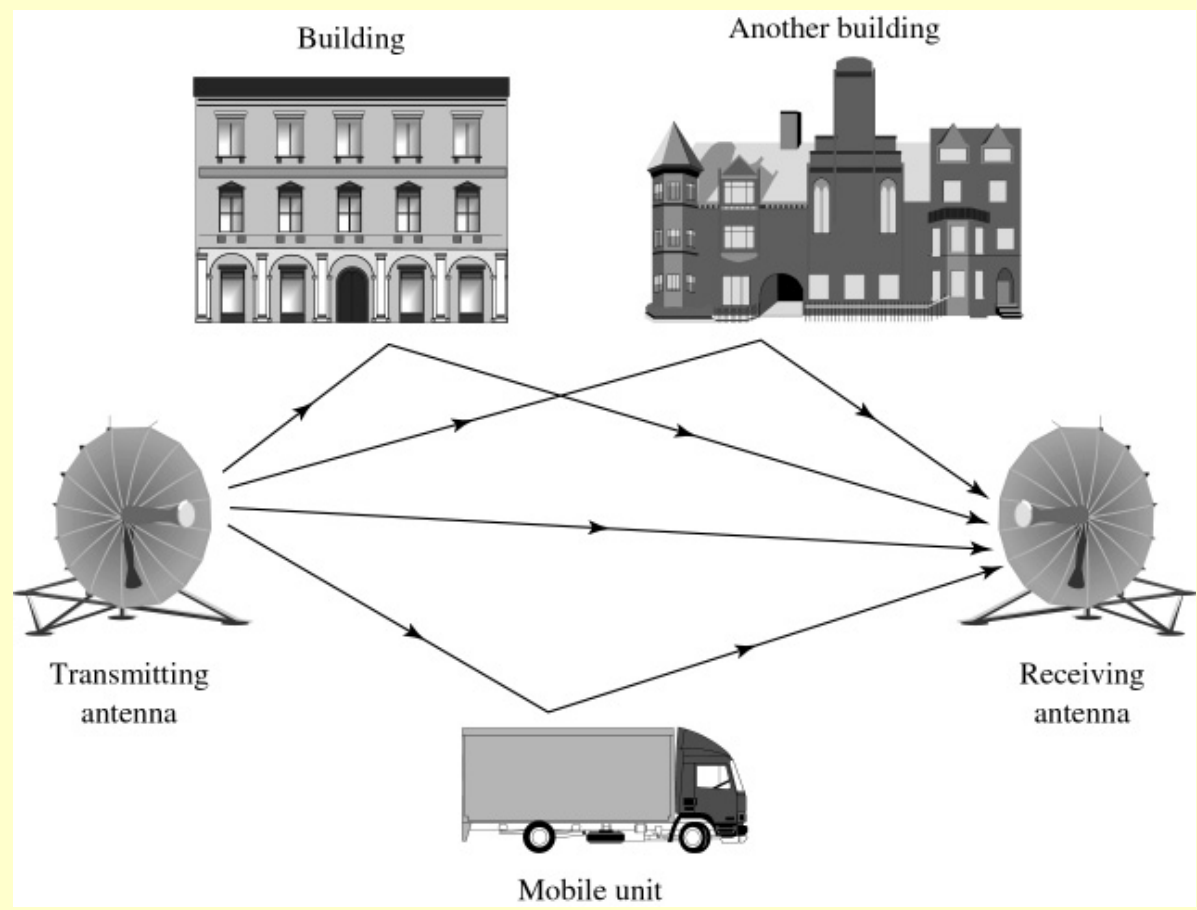 Building
Another building
Transmitting
antenna
Receiving
antenna
Mobile unit